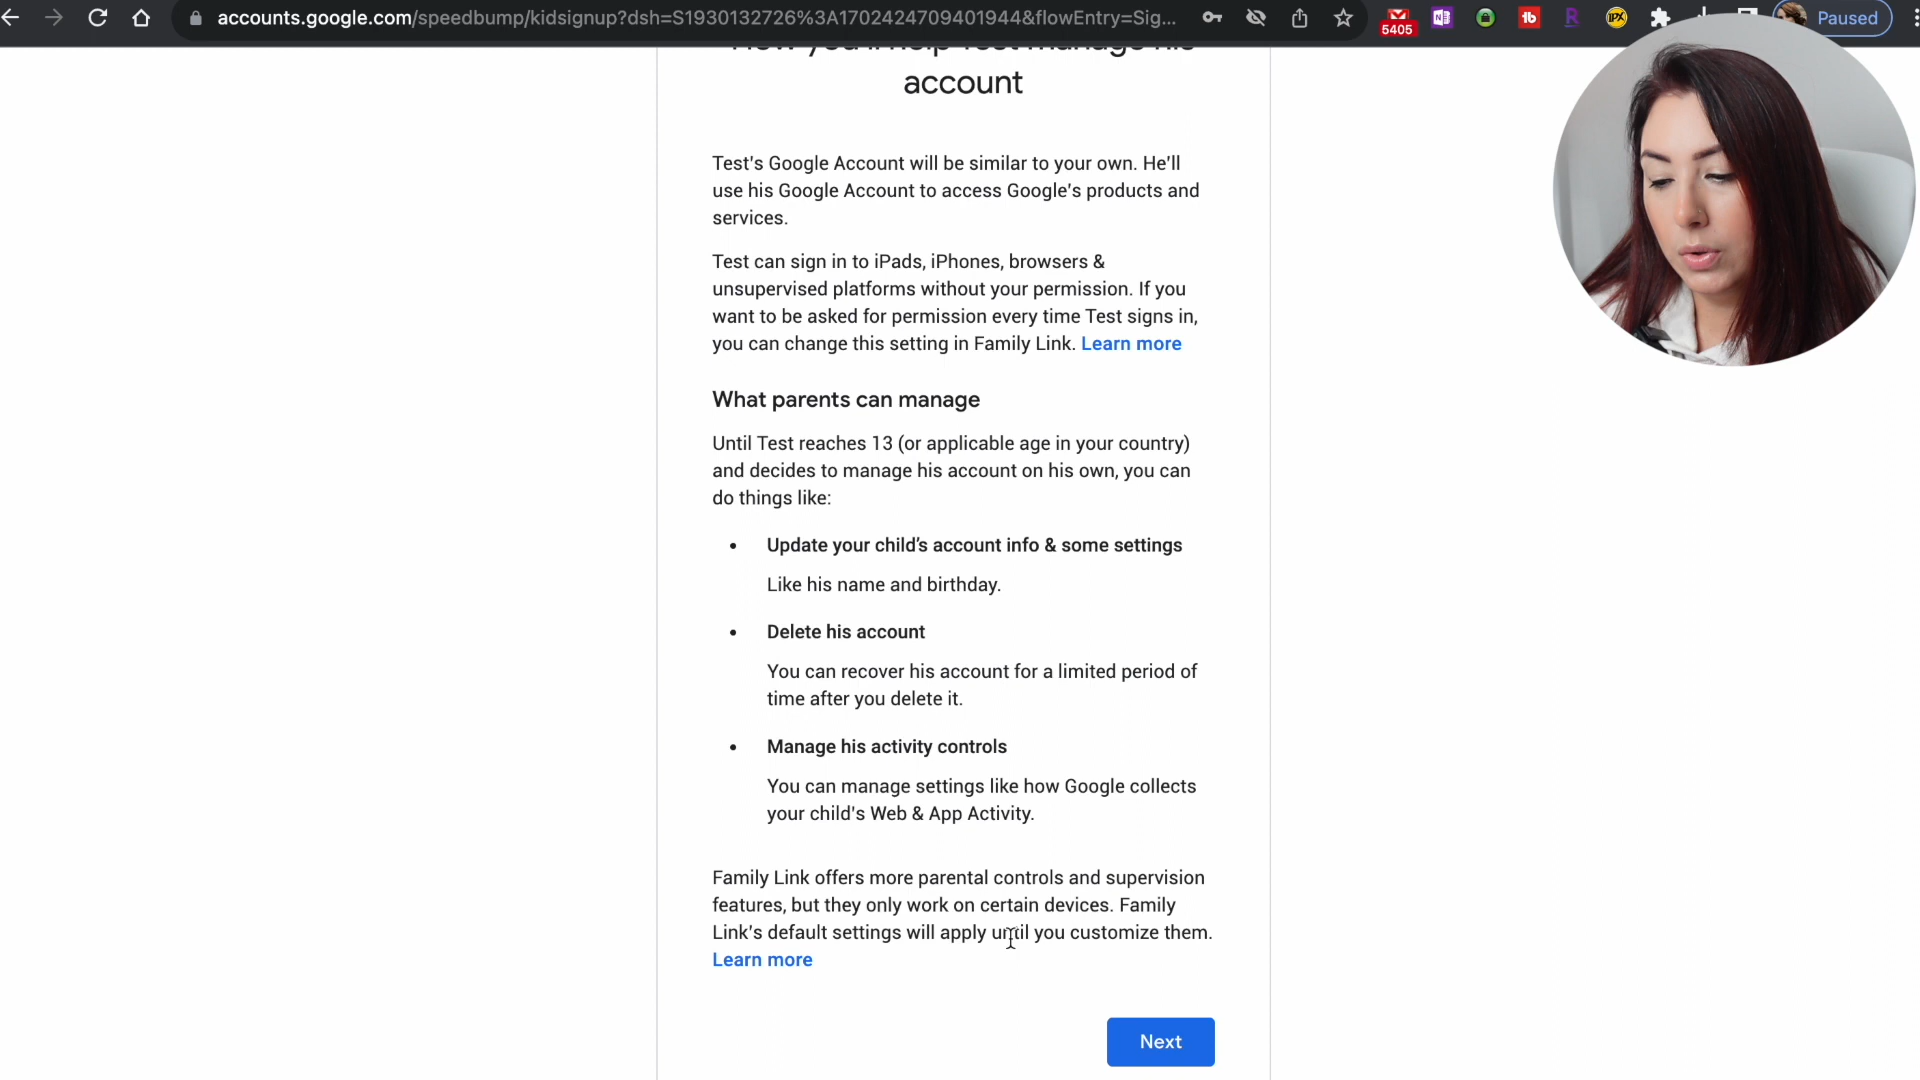 accounts.google.com/speedbump/kidsignup?dsh=S1930132726%3A1702424709401944&flowEntry=Sig...
5405
Paused
How you'll help Test manage his
account
Test's Google Account will be similar to your own. He'll
use his Google Account to access Google's products and
services.
Test can sign in to iPads, iPhones, browsers &
unsupervised platforms without your permission. If you
want to be asked for permission every time Test signs in,
you can change this setting in Family Link. Learn more
What parents can manage
Until Test reaches 13 (or applicable age in your country)
and decides to manage his account on his own, you can
do things like:
• Update your child's account info & some settings
Like his name and birthday.
• Delete his account
You can recover his account for a limited period of
time after you delete it.
• Manage his activity controls
You can manage settings like how Google collects
your child's Web & App Activity.
Family Link offers more parental controls and supervision
features, but they only work on certain devices. Family
Link's default settings will apply until you customize them.
Learn more
Next